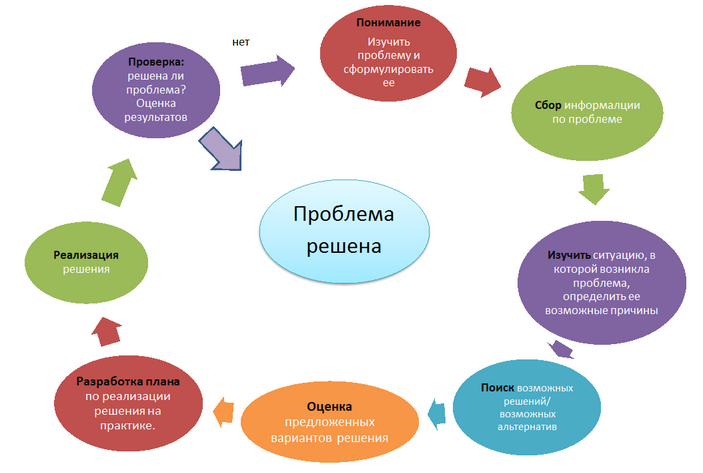 Понимание
Изучить
проблему и
сформулировать
ее
нет
Проверка:
решена ли
проблема?
Оценка
результатов
Сбор информалции
по проблеме
Проблема
решена
Изучить ситуацию, в
которой возникла
проблема,
определить ее
возможные причины
Поиск возможных
решений/
возможных
альтернатив
Оценка
предложенных
вариантов решения
Разработка плана
по реализации
решения на
практике.
Реализация
решения